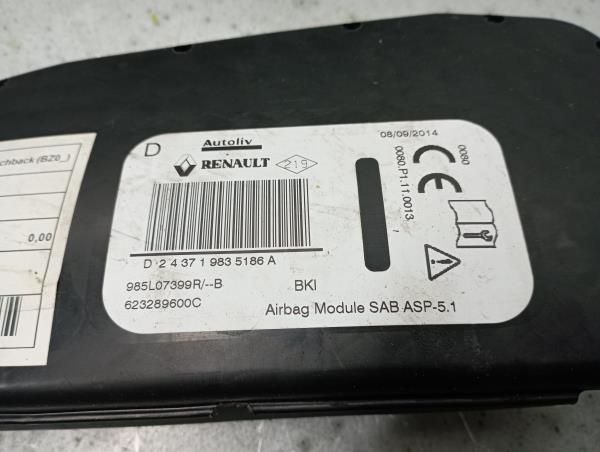 chback (BZ0_)
0,00
D
Autoliv
RENAULT
219
D 2 4 37 1 983 5186 A
985L07399R/--B
BKI
623289600C
Airbag Module SAB ASP-5.1
08/09/2014
0080.P1.11.0013
CE
0080